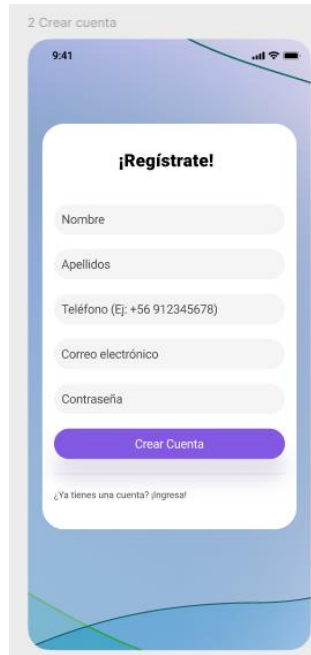 2 Crear cuenta
9:41
¡Regístrate!
Nombre
Apellidos
Teléfono (Ej: +56 912345678)
Correo electrónico
Contraseña
Crear Cuenta
¿Ya tienes una cuenta? ¡Ingresa!